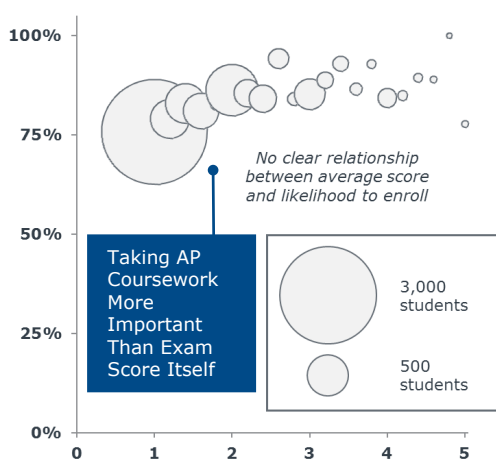 100%
75%
No clear relationship
between average score
and likelihood to enroll
50%
Taking AP
Coursework
More
Important
Than Exam
Score Itself
3,000
students
500
students
25%
0%
0 1 2 3 4 5